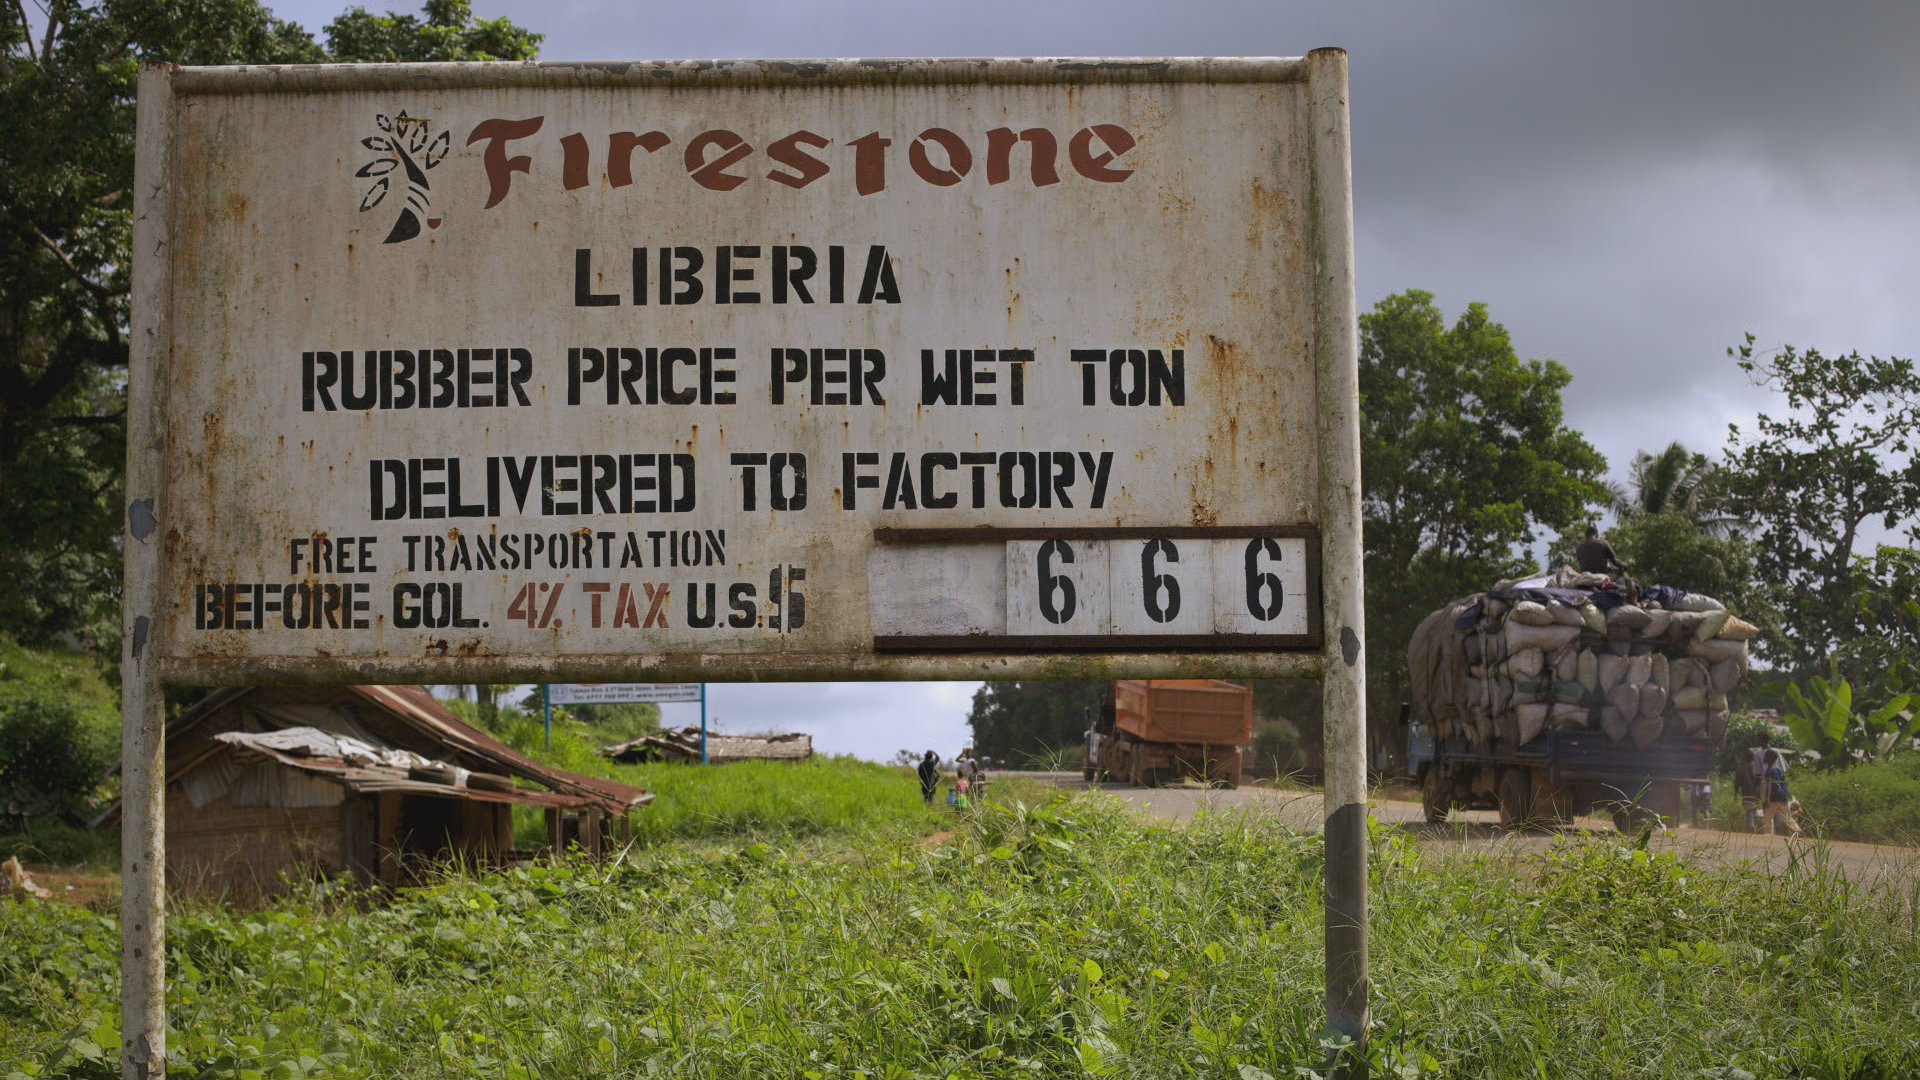 Firestone
LIBERIA
RUBBER PRICE PER WET TON
DELIVERED TO FACTORY
FREE TRANSPORTATION
BEFORE GOL. 4% TAX U.S.$ 666